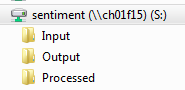 sentiment (\\ch01f15) (S:)
Input
Output
Processed